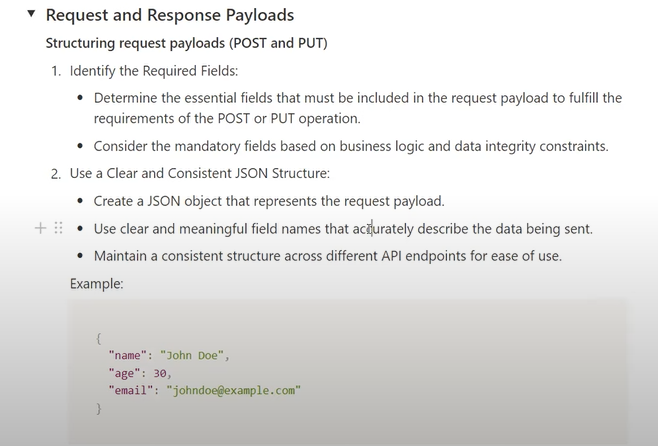 Request and Response Payloads
Structuring request payloads (POST and PUT)
1. Identify the Required Fields:
• Determine the essential fields that must be included in the request payload to fulfill the
requirements of the POST or PUT operation.
• Consider the mandatory fields based on business logic and data integrity constraints.
2. Use a Clear and Consistent JSON Structure:
• Create a JSON object that represents the request payload.
• Use clear and meaningful field names that accurately describe the data being sent.
• Maintain a consistent structure across different API endpoints for ease of use.
Example:
{
"name": "John Doe",
"age": 30,
"email": "johndoe@example.com"
}